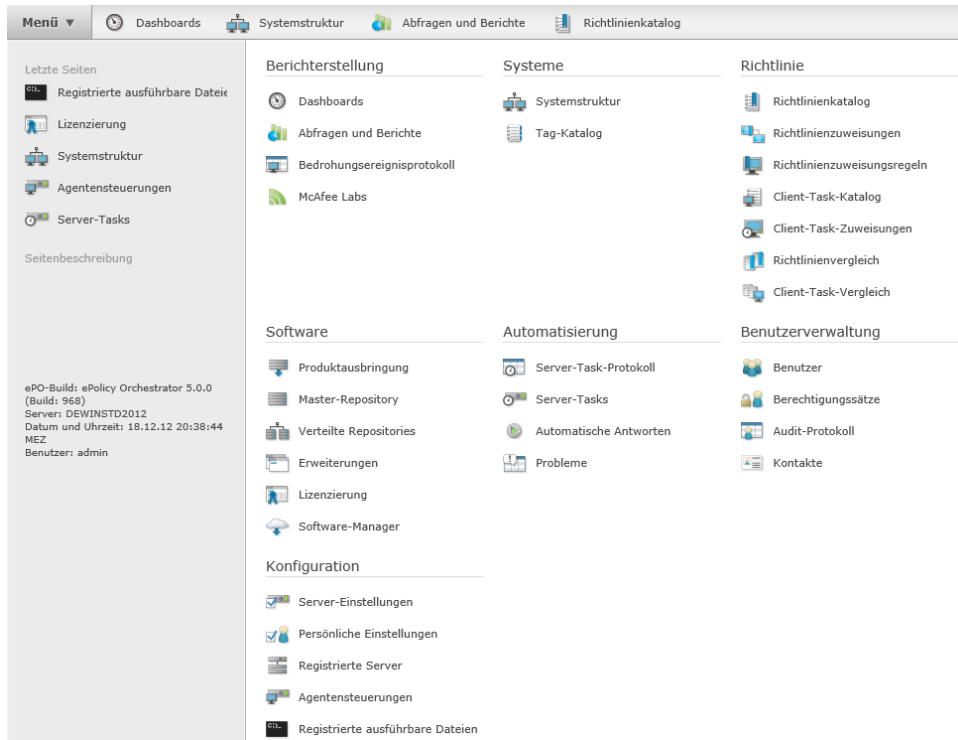 Menü ▼
Dashboards
Systemstruktur
Abfragen und Berichte
Richtlinienkatalog
Letzte Seiten
Registrierte ausführbare Dateie
Lizenzierung
Systemstruktur
Agentensteuerungen
Server-Tasks
Seitenbeschreibung
ePO-Build: ePolicy Orchestrator 5.0.0
(Build: 968)
Server: DEWINSTD2012
Datum und Uhrzeit: 18.12.12 20:38:44
MEZ
Benutzer: admin
Berichterstellung
Dashboards
Abfragen und Berichte
Bedrohungsereignisprotokoll
McAfee Labs
Systeme
Systemstruktur
Tag-Katalog
Richtlinie
Richtlinienkatalog
Richtlinienzuweisungen
Richtlinienzuweisungsregeln
Client-Task-Katalog
Client-Task-Zuweisungen
Richtlinienvergleich
Client-Task-Vergleich
Software
Produktausbringung
Master-Repository
Verteilte Repositories
Erweiterungen
Lizenzierung
Software-Manager
Automatisierung
Server-Task-Protokoll
Server-Tasks
Automatische Antworten
Probleme
Benutzerverwaltung
Benutzer
Berechtigungssätze
Audit-Protokoll
Kontakte
Konfiguration
Server-Einstellungen
Persönliche Einstellungen
Registrierte Server
Agentensteuerungen
Registrierte ausführbare Dateien